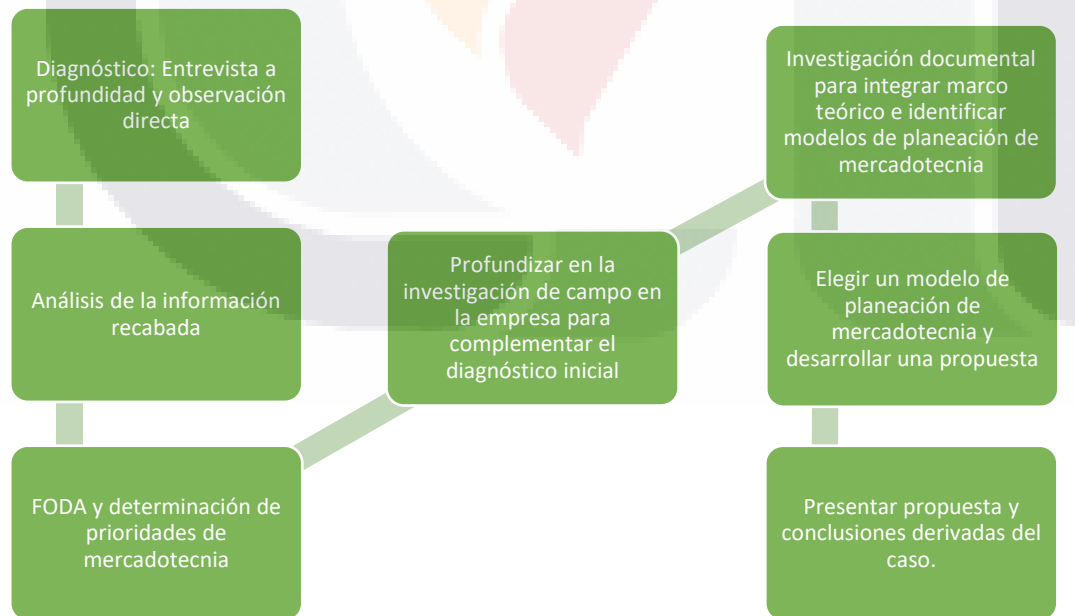 Diagnóstico: Entrevista a
profundidad y observación
directa
Análisis de la información
recabada
FODA y determinación de
prioridades de
mercadotecnia
Profundizar en la
investigación de campo en
la empresa para
complementar el
diagnóstico inicial
Investigación documental
para integrar marco
teórico e identificar
modelos de planeación de
mercadotecnia
Elegir un modelo de
planeación de
mercadotecnia y
desarrollar una propuesta
Presentar propuesta y
conclusiones derivadas del
caso.